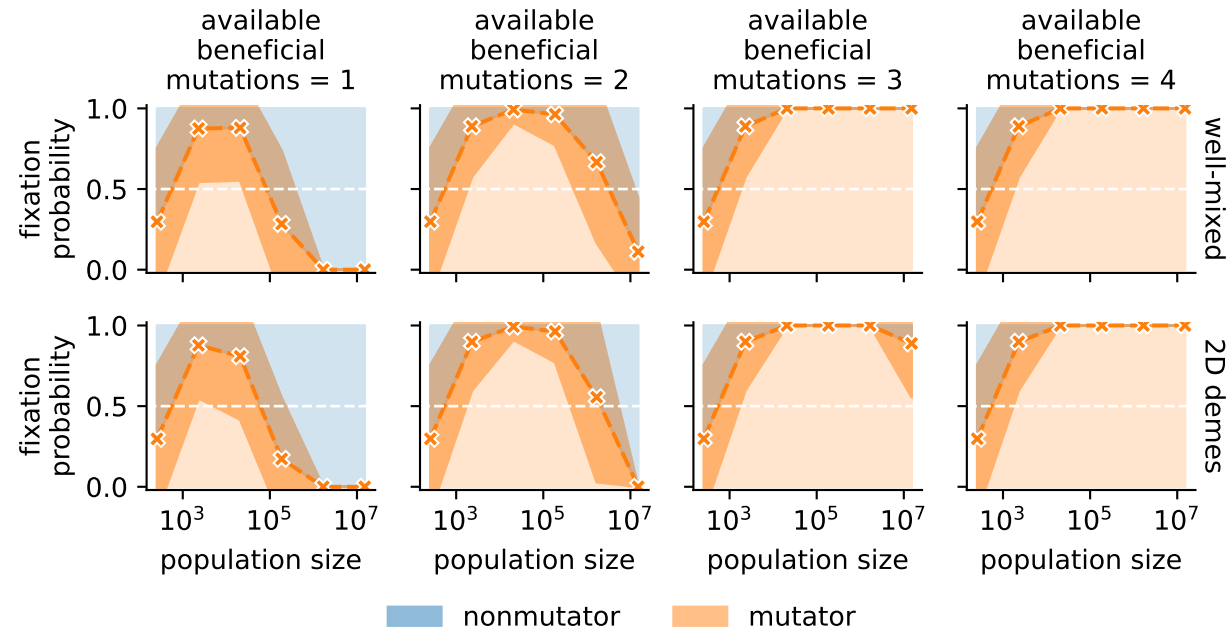 available
beneficial
mutations = 1
available
beneficial
mutations = 2
available
beneficial
mutations = 3
available
beneficial
mutations = 4
fixation
probability
1.0
0.5
0.0
well-mixed
fixation
probability
1.0
0.5
0.0
2D demes
10³ 10⁵ 10⁷
10³ 10⁵ 10⁷
10³ 10⁵ 10⁷
10³ 10⁵ 10⁷
population size
population size
population size
population size
nonmutator
mutator